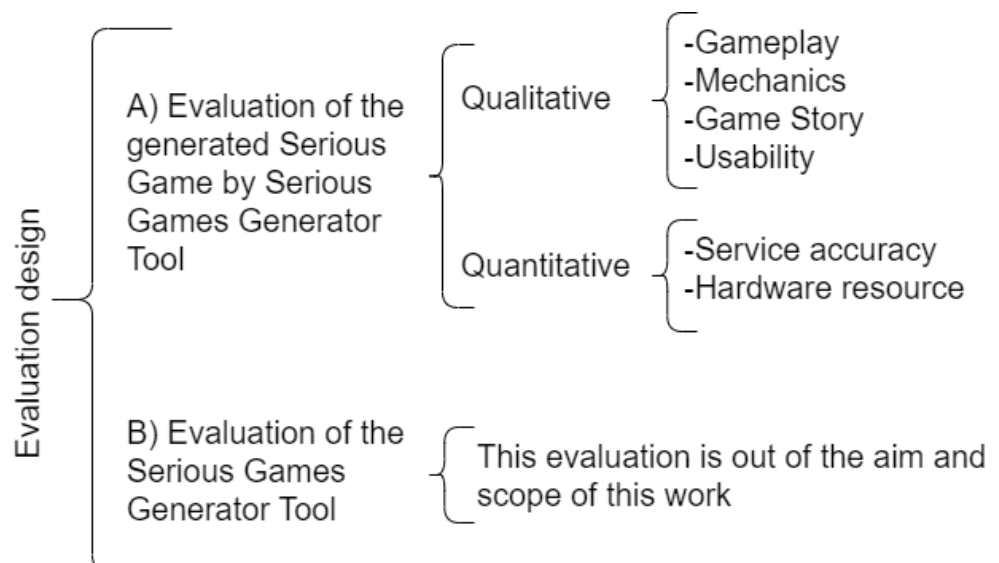 Evaluation design
A) Evaluation of the
generated Serious
Game by Serious
Games Generator
Tool
Qualitative
-Gameplay
-Mechanics
-Game Story
-Usability
Quantitative
-Service accuracy
-Hardware resource
B) Evaluation of the
Serious Games
Generator Tool
This evaluation is out of the aim and
scope of this work